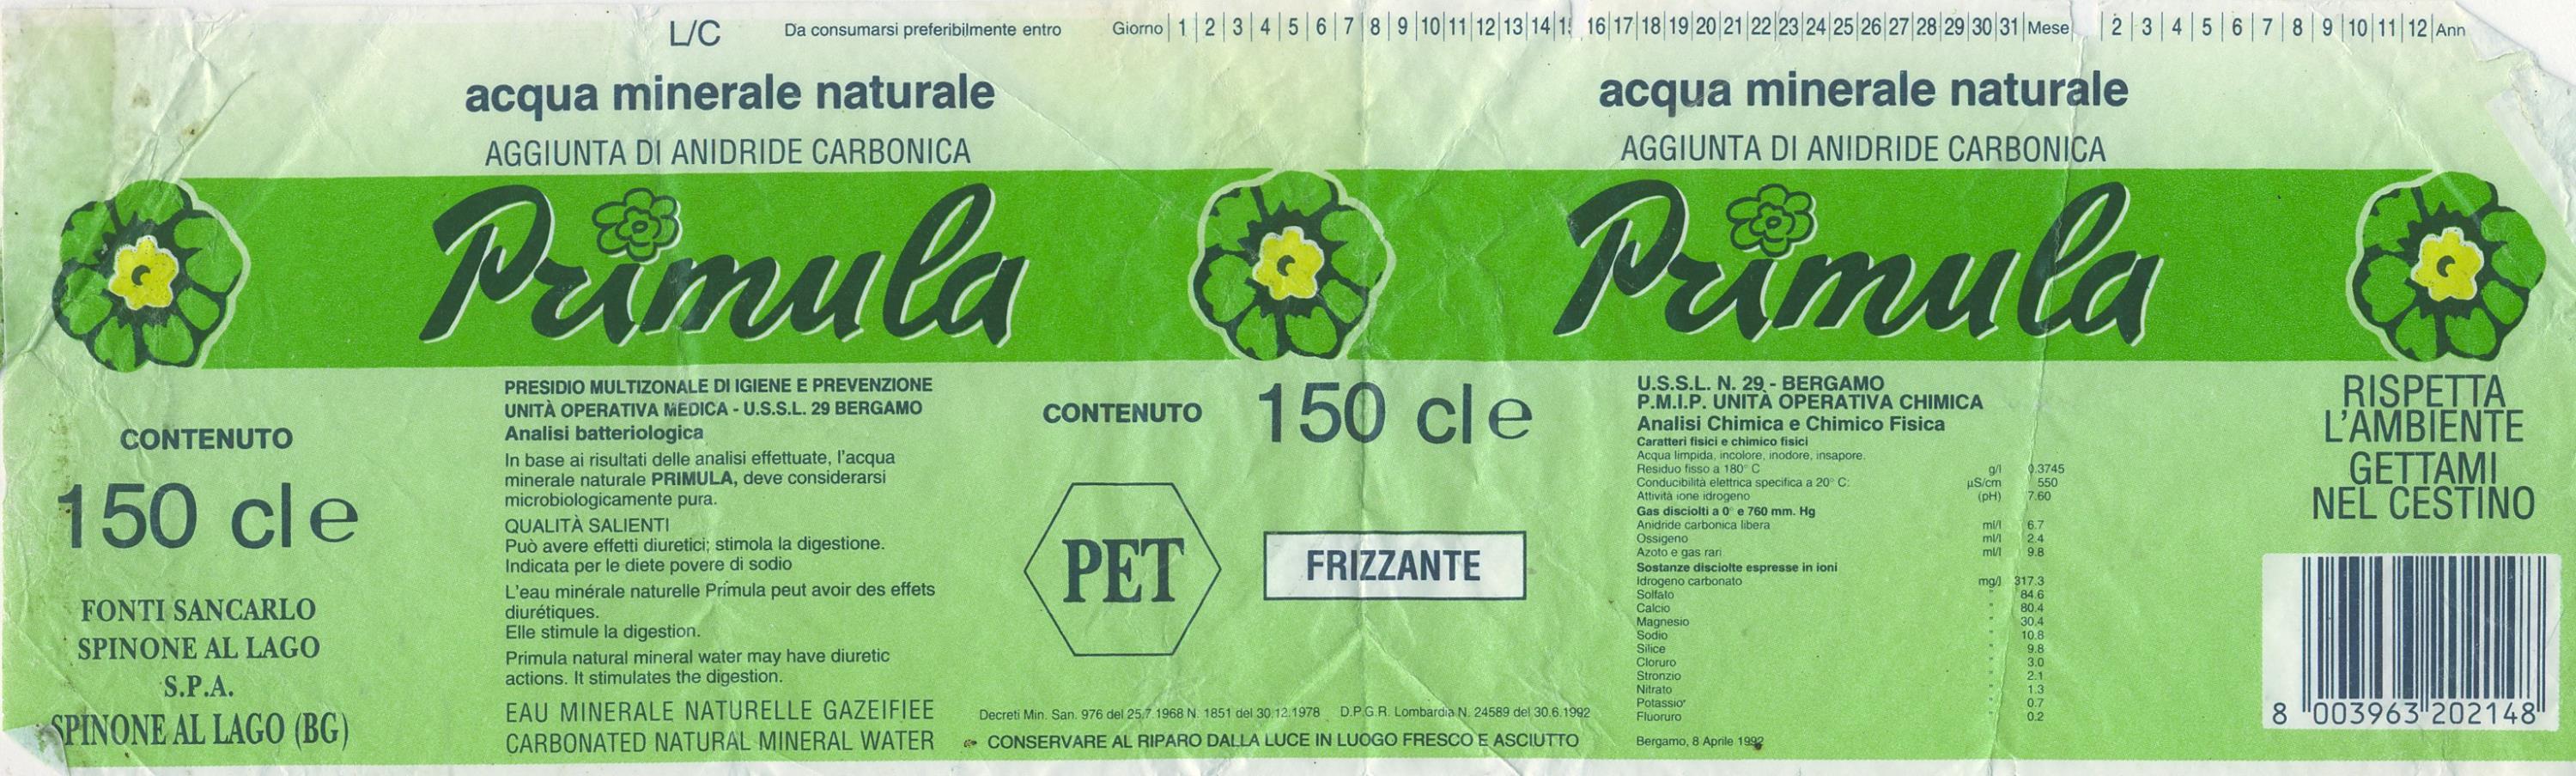 L/C Da consumarsi preferibilmente entro Giorno 1 2 3 4 5 6 7 8 9 10 11 12 13 14 16 17 18 19 20 21 22 23 24 25 26 27 28 29 30 31 Mese 2 3 4 5 6 7 8 9 10 11 12 Ann
acqua minerale naturale
AGGIUNTA DI ANIDRIDE CARBONICA
Primula
CONTENUTO
150 cl e
FONTI SANCARLO
SPINONE AL LAGO
S.P.A.
SPINONE AL LAGO (BG)
PRESIDIO MULTIZONALE DI IGIENE E PREVENZIONE
UNITÀ OPERATIVA MEDICA - U.S.S.L. 29 BERGAMO
Analisi batteriologica
In base ai risultati delle analisi effettuate, l'acqua
minerale naturale PRIMULA, deve considerarsi
microbiologicamente pura.
QUALITÀ SALIENTI
Può avere effetti diuretici; stimola la digestione.
Indicata per le diete povere di sodio
L'eau minérale naturelle Primula peut avoir des effets
diurétiques.
Elle stimule la digestion.
Primula natural mineral water may have diuretic
actions. It stimulates the digestion.
EAU MINERALE NATURELLE GAZEIFIEE
CARBONATED NATURAL MINERAL WATER
CONTENUTO 150 cl e
PET
FRIZZANTE
Decreti Min. San. 976 del 25.7.1968 N. 1851 del 30.12.1978 D.P.G.R. Lombardia N. 24589 del 30.6.1992
CONSERVARE AL RIPARO DALLA LUCE IN LUOGO FRESCO E ASCIUTTO
acqua minerale naturale
AGGIUNTA DI ANIDRIDE CARBONICA
Primula
U.S.S.L. N. 29 - BERGAMO
P.M.I.P. UNITÀ OPERATIVA CHIMICA
Analisi Chimica e Chimico Fisica
Caratteri fisici e chimico fisici
Acqua limpida, incolore, inodore, insapore.
Residuo fisso a 180° C g/l 0.3745
Conducibilità elettrica specifica a 20° C: µS/cm 550
Attività ione idrogeno (pH) 7.60
Gas disciolti a 0° e 760 mm. Hg
Anidride carbonica libera ml/l 6.7
Ossigeno ml/l 2.4
Azoto e gas rari ml/l 9.8
Sostanze disciolte espresse in ioni
Idrogeno carbonato mg/l 317.3
Solfato " 84.6
Calcio " 80.4
Magnesio " 30.4
Sodio " 10.8
Silice " 9.8
Cloruro " 3.0
Stronzio " 2.1
Nitrato " 1.3
Potassio " 0.7
Fluoruro " 0.2
Bergamo, 8 Aprile 1992
RISPETTA
L'AMBIENTE
GETTAMI
NEL CESTINO
8 003963 202148